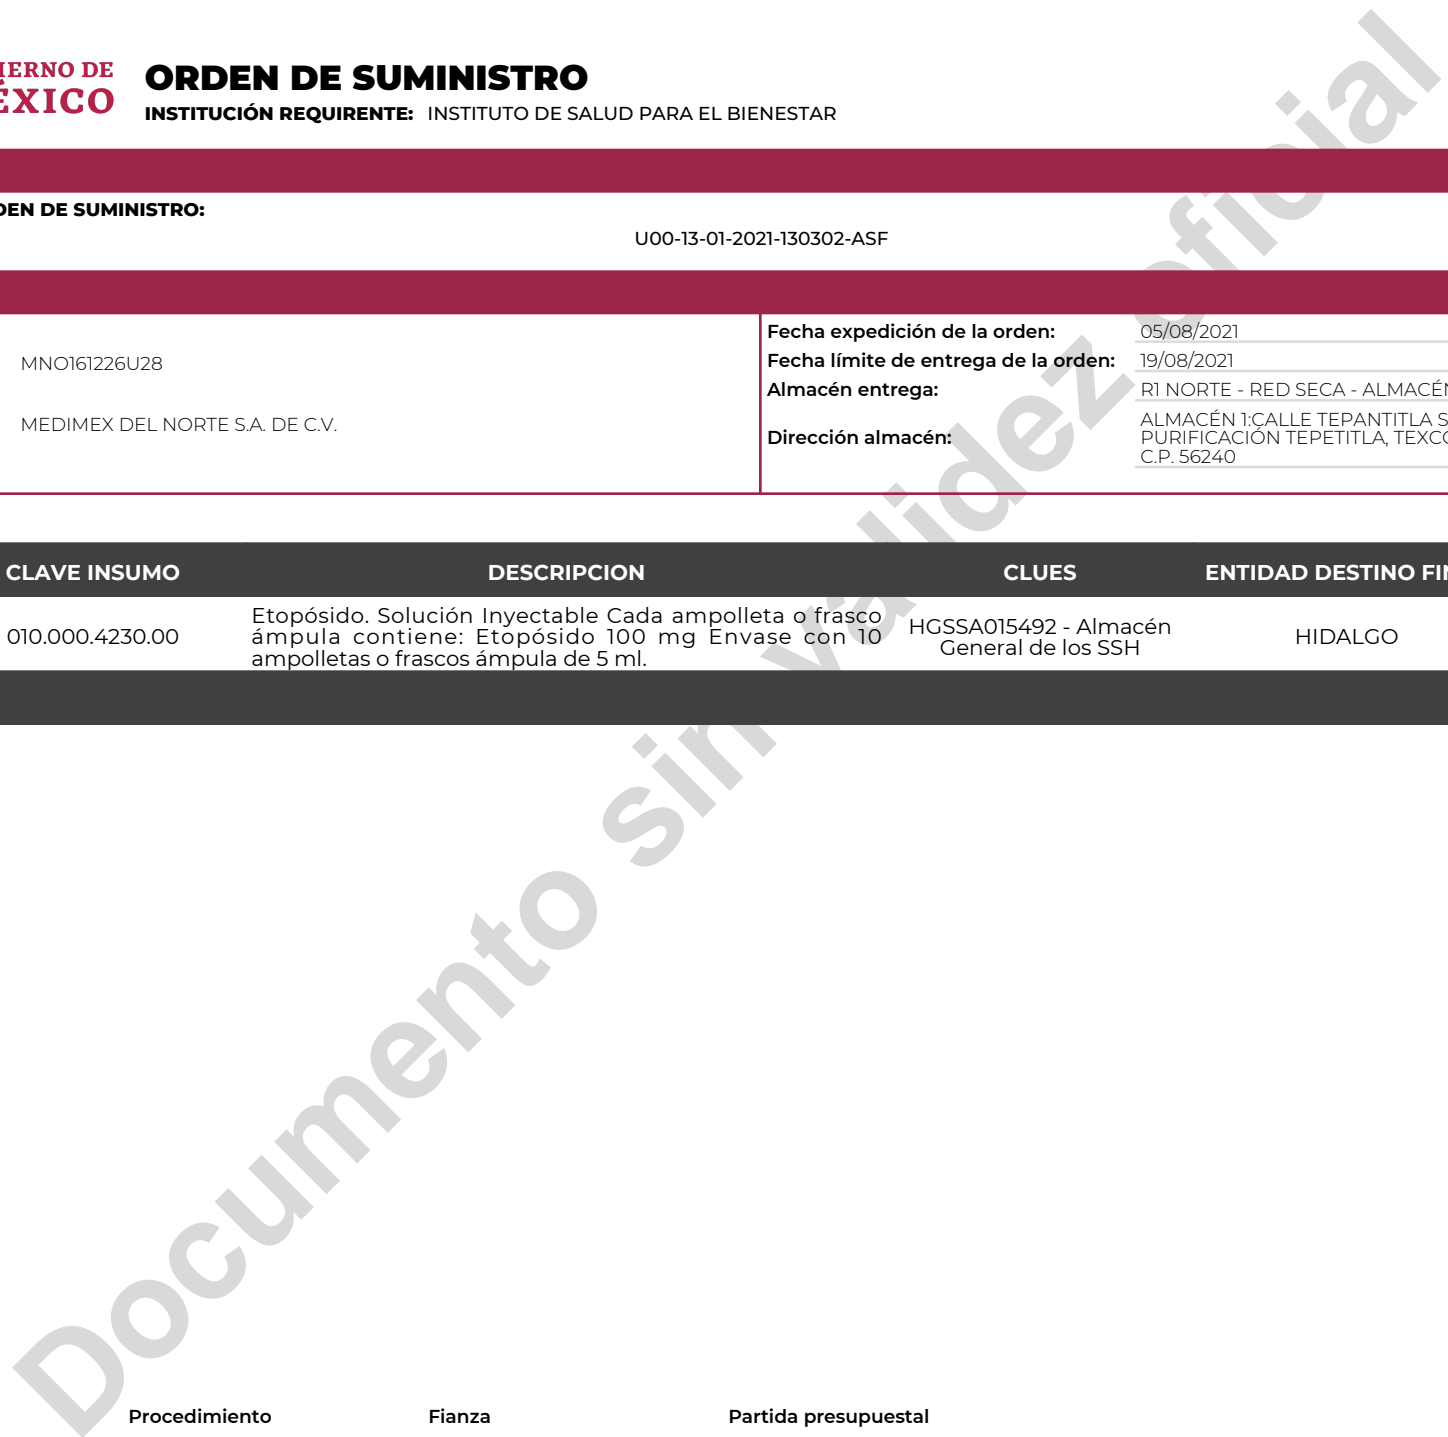 IERNO DE
ÉXICO
ORDEN DE SUMINISTRO
INSTITUCIÓN REQUIRENTE: INSTITUTO DE SALUD PARA EL BIENESTAR
DEN DE SUMINISTRO:
U00-13-01-2021-130302-ASF
MNO161226U28
MEDIMEX DEL NORTE S.A. DE C.V.
Fecha expedición de la orden: 05/08/2021
Fecha límite de entrega de la orden: 19/08/2021
Almacén entrega: R1 NORTE - RED SECA - ALMACÉN
Dirección almacén:
ALMACÉN 1:CALLE TEPANTITLA S
PURIFICACIÓN TEPETITLA, TEXCO
C.P. 56240
CLAVE INSUMO DESCRIPCION CLUES ENTIDAD DESTINO FIN
010.000.4230.00
Etopósido. Solución Inyectable Cada ampolleta o frasco
ámpula contiene: Etopósido 100 mg Envase con 10
ampolletas o frascos ámpula de 5 ml.
HGSSA015492 - Almacén
General de los SSH
HIDALGO
Documento sin validez oficial
Procedimiento Fianza Partida presupuestal